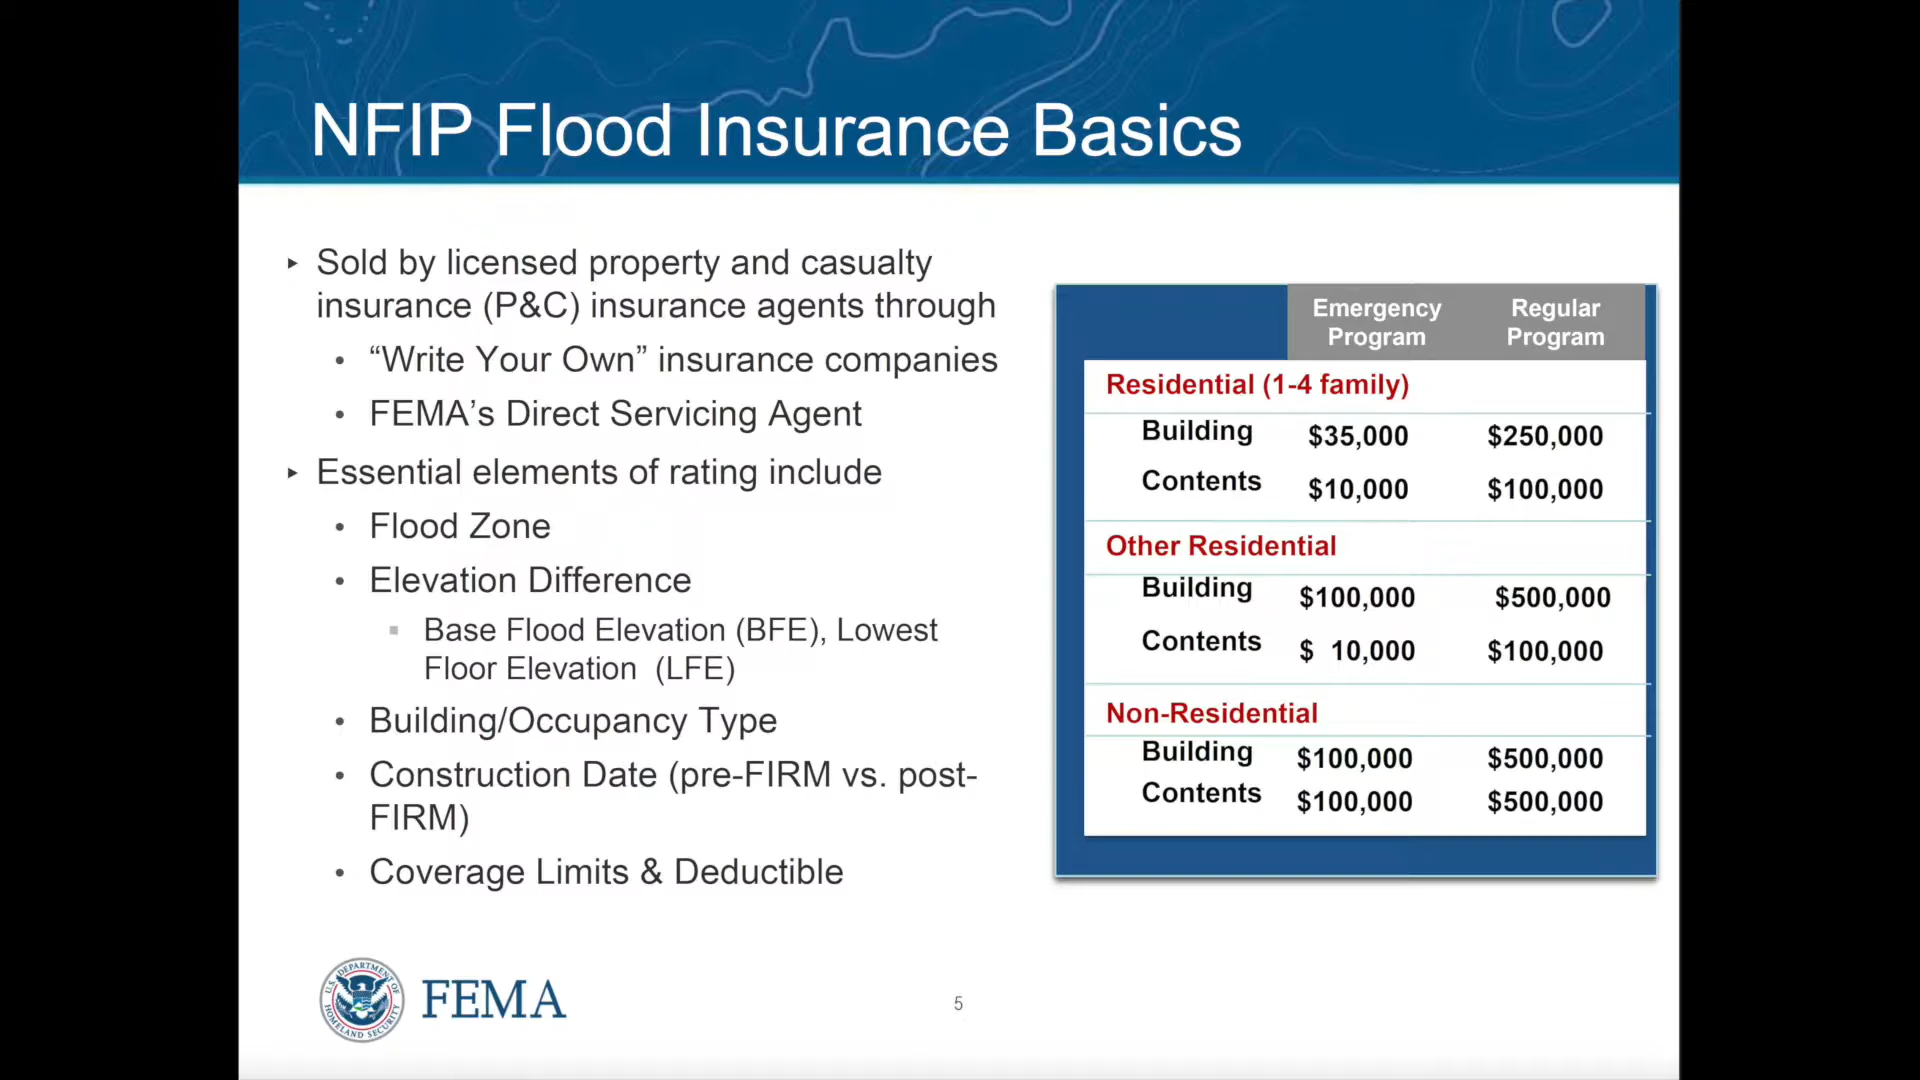 NFIP Flood Insurance Basics
‣ Sold by licensed property and casualty
insurance (P&C) insurance agents through
• “Write Your Own” insurance companies
• FEMA’s Direct Servicing Agent
‣ Essential elements of rating include
• Flood Zone
• Elevation Difference
▪ Base Flood Elevation (BFE), Lowest
Floor Elevation (LFE)
• Building/Occupancy Type
• Construction Date (pre-FIRM vs. post-
FIRM)
• Coverage Limits & Deductible
Emergency Regular
Program Program
Residential (1-4 family)
Building $35,000 $250,000
Contents $10,000 $100,000
Other Residential
Building $100,000 $500,000
Contents $ 10,000 $100,000
Non-Residential
Building $100,000 $500,000
Contents $100,000 $500,000
U.S. DEPARTMENT OF
HOMELAND SECURITY
FEMA
5